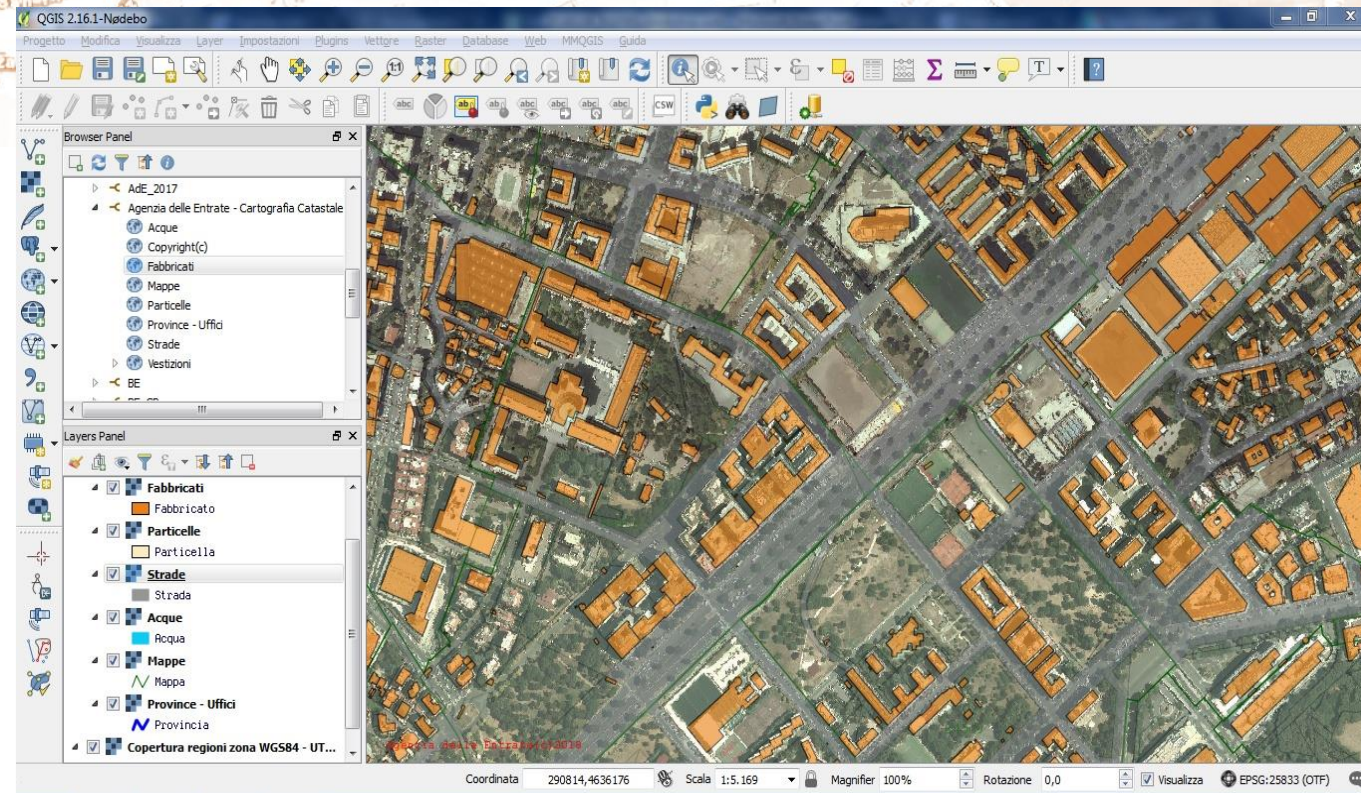 QGIS 2.16.1-Nødebo
Progetto Modifica Visualizza Layer Impostazioni Plugins Vettore Raster Database Web MMQGIS Guida
Browser Panel
AdE_2017
Agenzia delle Entrate - Cartografia Catastale
Acque
Copyright(c)
Fabbricati
Mappe
Particelle
Province - Uffici
Strade
Vestizioni
BE
Layers Panel
Fabbricati
Fabbricato
Particelle
Particella
Strade
Strada
Acque
Acqua
Mappe
Mappa
Province - Uffici
Provincia
Copertura regioni zona WGS84 - UT...
Agenzia delle Entrate(c)2018
Coordinata 290814,4636176 Scala 1:5.169 Magnifier 100% Rotazione 0,0 Visualizza EPSG:25833 (OTF)